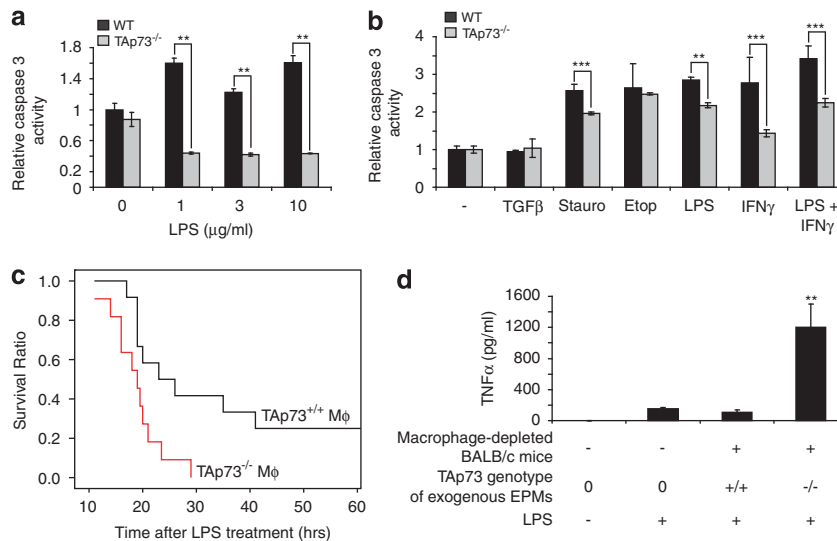 a
WT
TAp73-/-
Relative caspase 3
activity
1.8
1.4
1
0.6
0.2
**
**
**
0
1
3
10
LPS (µg/ml)
b
WT
TAp73-/-
Relative caspase 3
activity
5
4
3
2
1
0
***
**
***
***
-
TGFβ
Stauro
Etop
LPS
IFNγ
LPS +
IFNγ
c
Survival Ratio
1.0
0.8
0.6
0.4
0.2
0.0
TAp73+/+ Mϕ
TAp73-/- Mϕ
10
20
30
40
50
60
Time after LPS treatment (hrs)
d
TNFα (pg/ml)
1600
1200
800
400
0
**
Macrophage-depleted
BALB/c mice
- - + +
TAp73 genotype
of exogenous EPMs
0 0 +/+ -/-
LPS - + + +